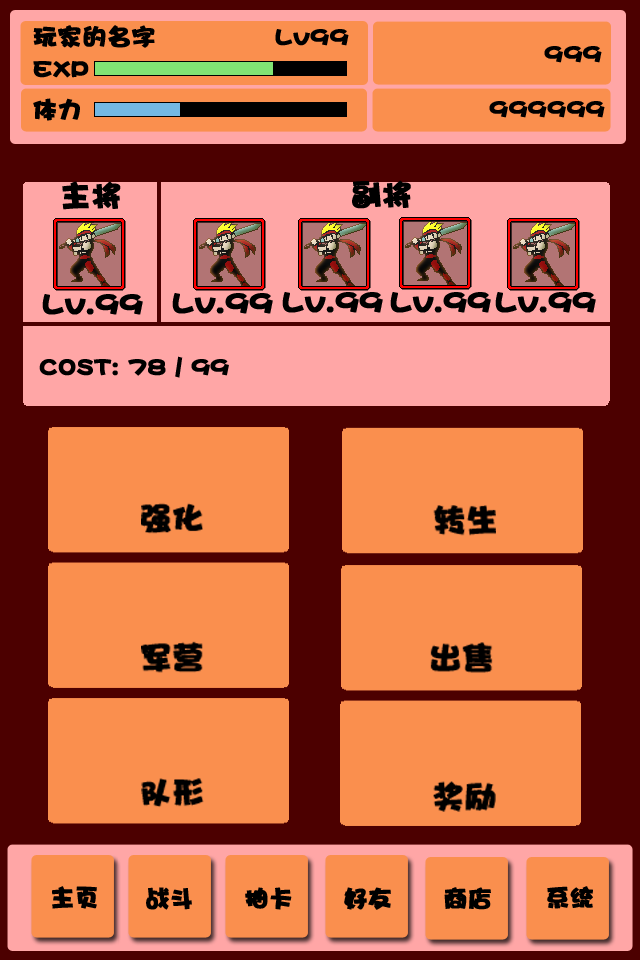 玩家的名字 Lv99
999
EXP
体力
999999
主将 副将
Lv.99 Lv.99 Lv.99 Lv.99 Lv.99
COST: 78 / 99
强化 转生
军营 出售
队形 奖励
主页 战斗 抽卡 好友 商店 系统